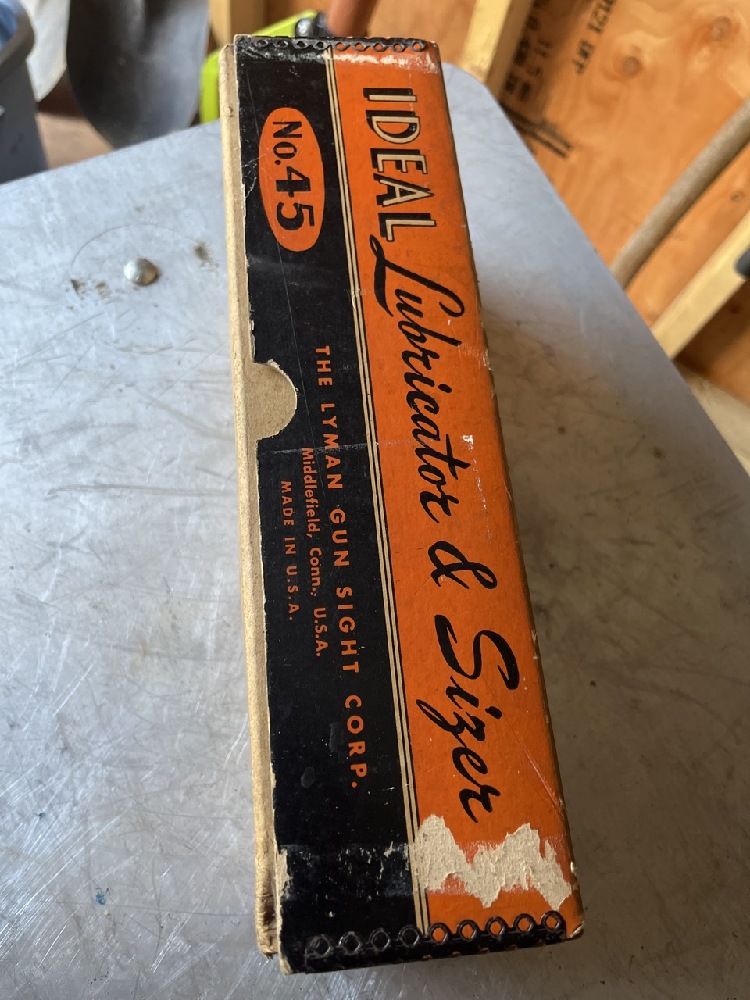 IDEAL Lubricator & Sizer
No. 45
THE LYMAN GUN SIGHT CORP.
Middlefield, Conn., U.S.A.
MADE IN U.S.A.